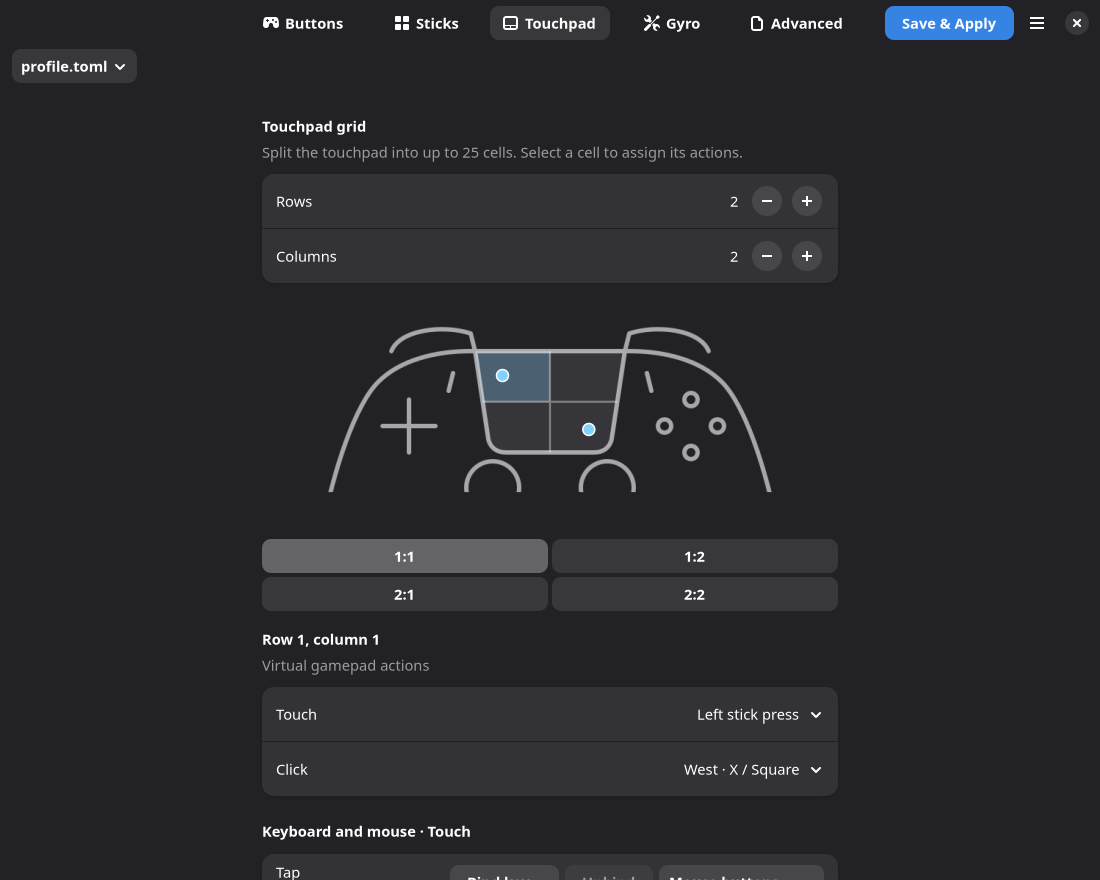 Buttons
Sticks
Touchpad
Gyro
Advanced
Save & Apply
profile.toml
Touchpad grid
Split the touchpad into up to 25 cells. Select a cell to assign its actions.
Rows 2
Columns 2
1:1 1:2
2:1 2:2
Row 1, column 1
Virtual gamepad actions
Touch Left stick press
Click West · X / Square
Keyboard and mouse · Touch
Tap